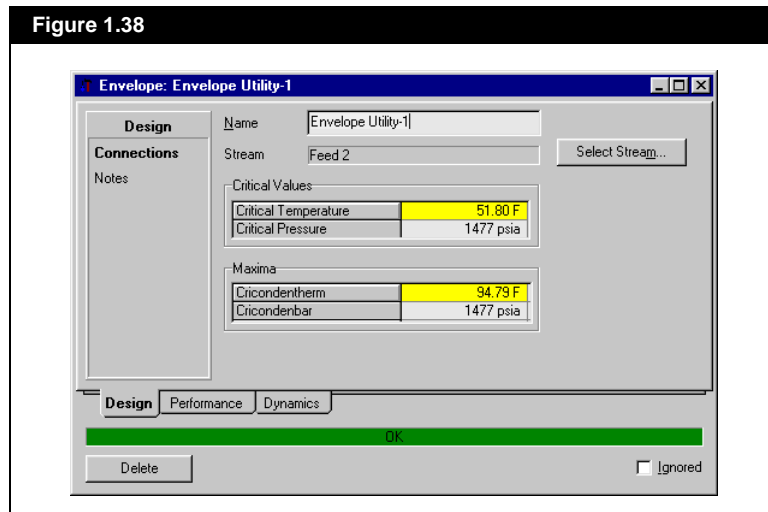 Figure 1.38
Envelope: Envelope Utility-1
Design
Connections
Notes
Name Envelope Utility-1
Stream Feed 2
Select Stream...
Critical Values
Critical Temperature 51.80 F
Critical Pressure 1477 psia
Maxima
Cricondentherm 94.79 F
Cricondenbar 1477 psia
Design Performance Dynamics
OK
Delete
Ignored